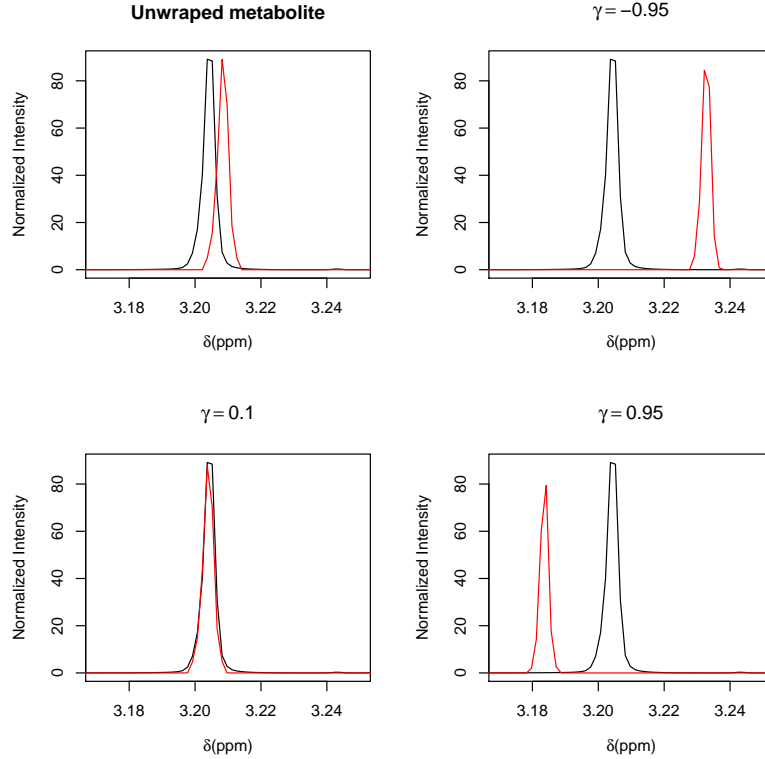 Unwraped metabolite
Normalized Intensity
80
60
40
20
0
3.18 3.20 3.22 3.24
δ(ppm)
γ = −0.95
Normalized Intensity
80
60
40
20
0
3.18 3.20 3.22 3.24
δ(ppm)
γ = 0.1
Normalized Intensity
80
60
40
20
0
3.18 3.20 3.22 3.24
δ(ppm)
γ = 0.95
Normalized Intensity
80
60
40
20
0
3.18 3.20 3.22 3.24
δ(ppm)